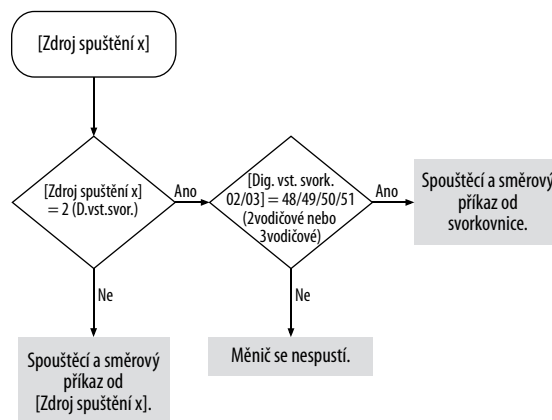 [Zdroj spuštění x]
[Zdroj spuštění x]
= 2 (D.vst.svor.)
Ano
[Dig. vst. svork.
02/03] = 48/49/50/51
(2vodičové nebo
3vodičové)
Ano
Spouštěcí a směrový
příkaz od
svorkovnice.
Ne
Ne
Spouštěcí a směrový
příkaz od
[Zdroj spuštění x].
Měnič se nespustí.